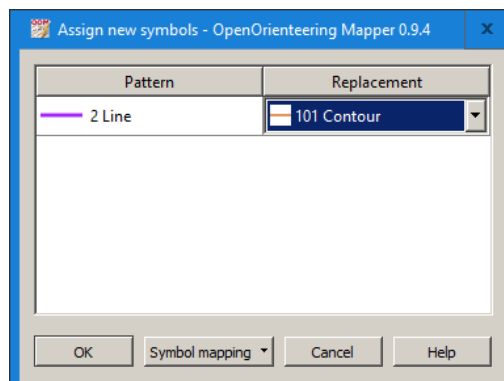 Assign new symbols - OpenOrienteering Mapper 0.9.4 x
Pattern Replacement
2 Line 101 Contour
OK Symbol mapping Cancel Help